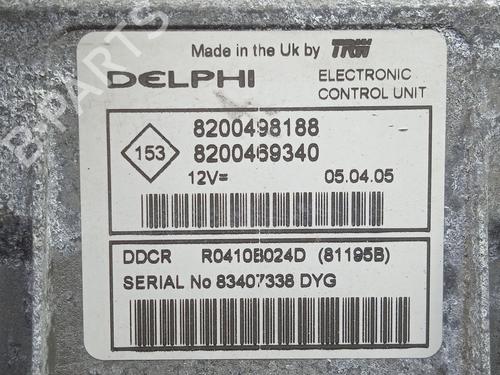 B-PARTS
Made in the Uk by TRW
DELPHI
ELECTRONIC
CONTROL UNIT
153
8200498188
8200469340
12V=
05.04.05
DDCR R0410B024D (81195B)
SERIAL No 83407338 DYG